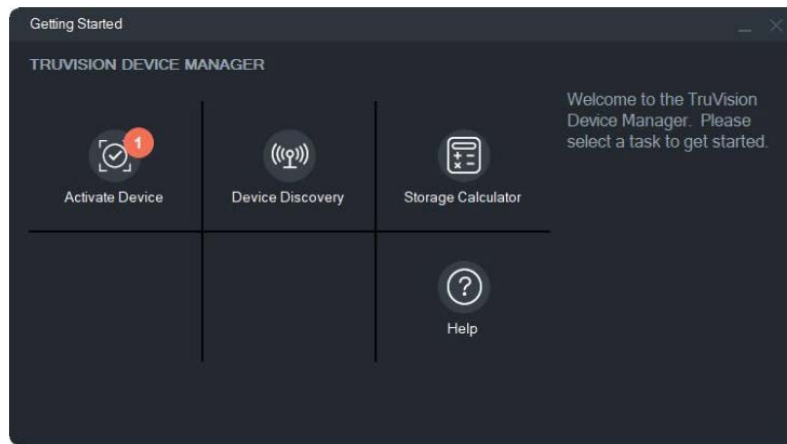 Getting Started
TRUVISION DEVICE MANAGER
1
Activate Device
Device Discovery
Storage Calculator
Help
Welcome to the TruVision
Device Manager. Please
select a task to get started.